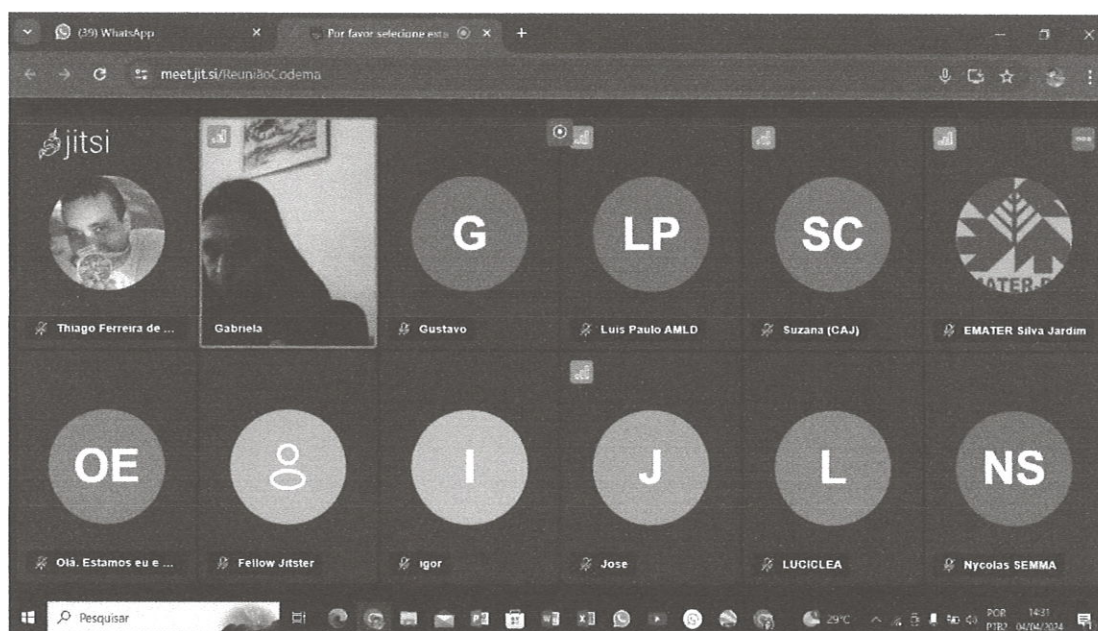 (39) WhatsApp
Por favor selecione esta
meet.jit.si/ReuniãoCodema
jitsi
G
LP
SC
EMATER-R
Thiago Ferreira de ...
Gabriela
Gustavo
Luis Paulo AMLD
Suzana (CAJ)
EMATER Silva Jardim
OE
I
J
L
NS
Olá. Estamos eu e ...
Fellow Jitster
Igor
Jose
LUCICLEA
Nycolas SEMMA
Pesquisar
29°C
POR
PTB2
14:31
04/04/2024